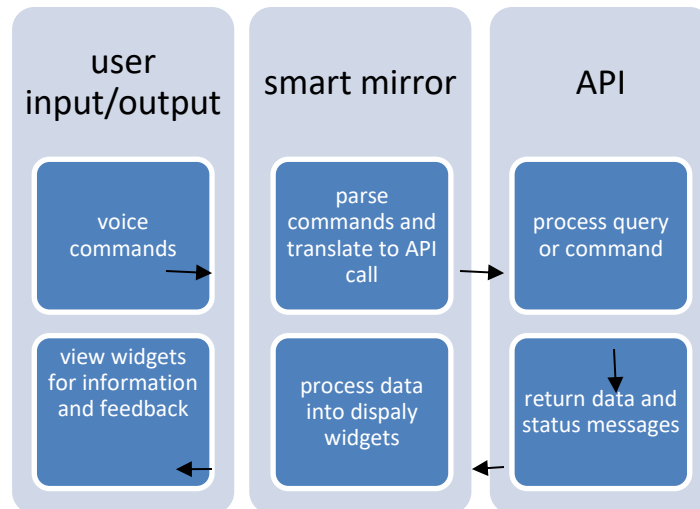 user
input/output
smart mirror
API
voice
commands
parse
commands and
translate to API
call
process query
or command
view widgets
for information
and feedback
process data
into dispaly
widgets
return data and
status messages